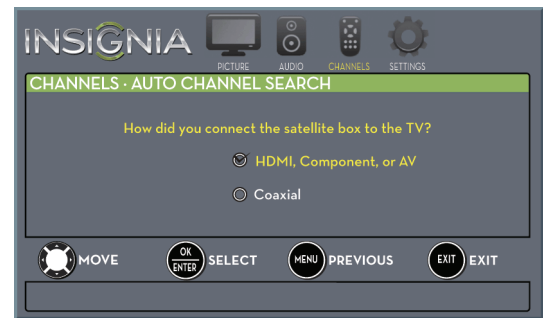 INSIGNIA
PICTURE AUDIO CHANNELS SETTINGS
CHANNELS · AUTO CHANNEL SEARCH
How did you connect the satellite box to the TV?
HDMI, Component, or AV
Coaxial
MOVE OK ENTER SELECT MENU PREVIOUS EXIT EXIT